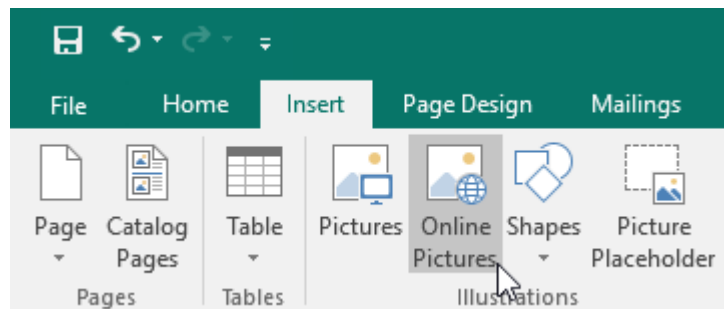 File Home Insert Page Design Mailings
Page Catalog Pages Table Pictures Online Pictures Shapes Picture Placeholder
Pages Tables Illustrations